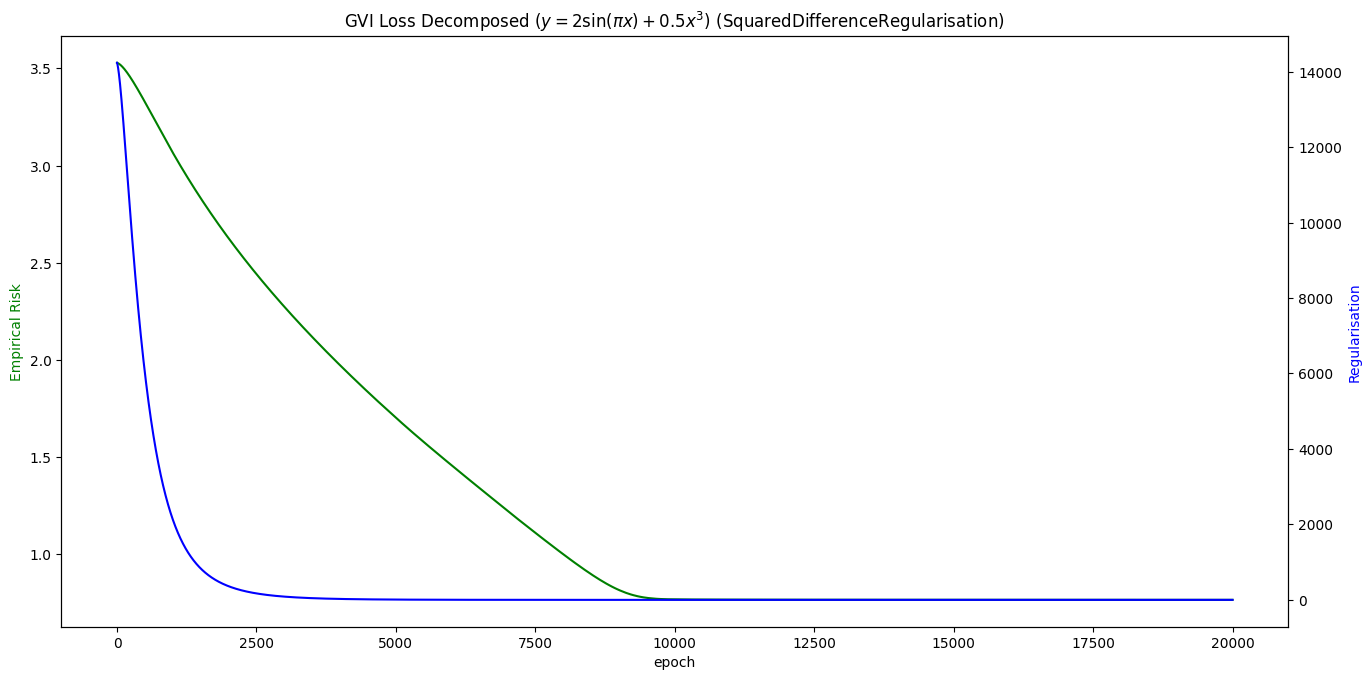 GVI Loss Decomposed ($y = 2\sin(\pi x) + 0.5x^3$) (SquaredDifferenceRegularisation)
3.5
3.0
2.5
2.0
1.5
1.0
Empirical Risk
14000
12000
10000
8000
6000
4000
2000
0
Regularisation
0 2500 5000 7500 10000 12500 15000 17500 20000
epoch